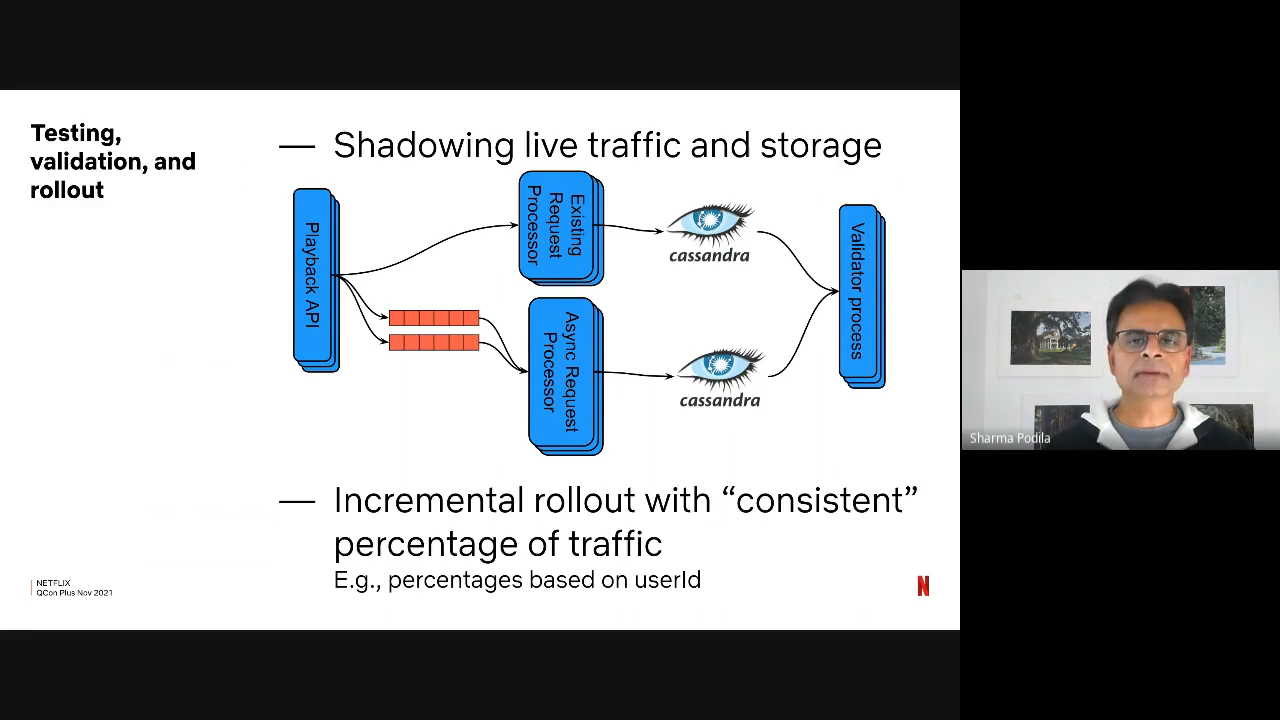 Testing,
validation, and
rollout
— Shadowing live traffic and storage
Playback API
Existing
Request
Processor
cassandra
Validator process
Async Request
Processor
cassandra
— Incremental rollout with “consistent”
percentage of traffic
E.g., percentages based on userId
NETFLIX
QCon Plus Nov 2021
N
Sharma Podila